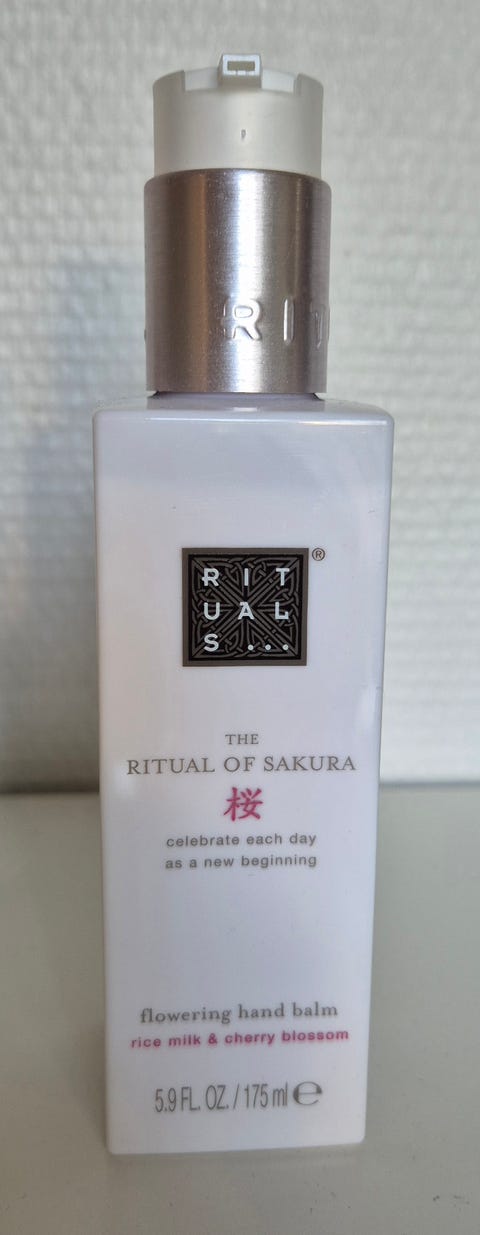 RIT
RIT
UAL
S...
®
THE
RITUAL OF SAKURA
桜
celebrate each day
as a new beginning
flowering hand balm
rice milk & cherry blossom
5.9 FL. OZ. / 175 ml ℮